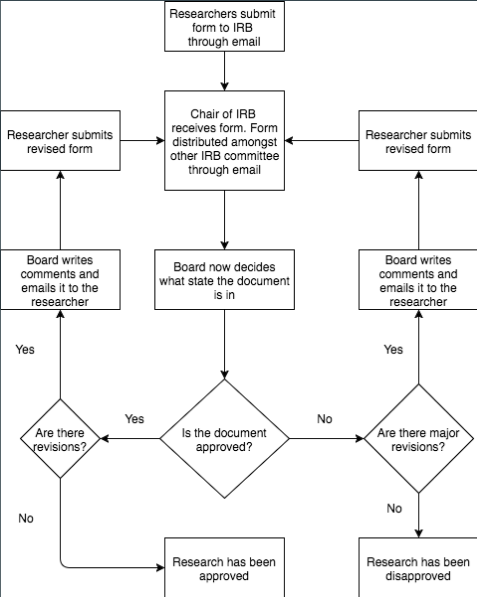 Researchers submit
form to IRB
through email
Chair of IRB
receives form. Form
distributed amongst
other IRB committee
through email
Researcher submits
revised form
Researcher submits
revised form
Board writes
comments and
emails it to the
researcher
Board now decides
what state the document
is in
Board writes
comments and
emails it to the
researcher
Yes
Yes
Are there
revisions?
Yes
Is the document
approved?
No
Are there major
revisions?
No
No
Research has been
approved
Research has been
disapproved